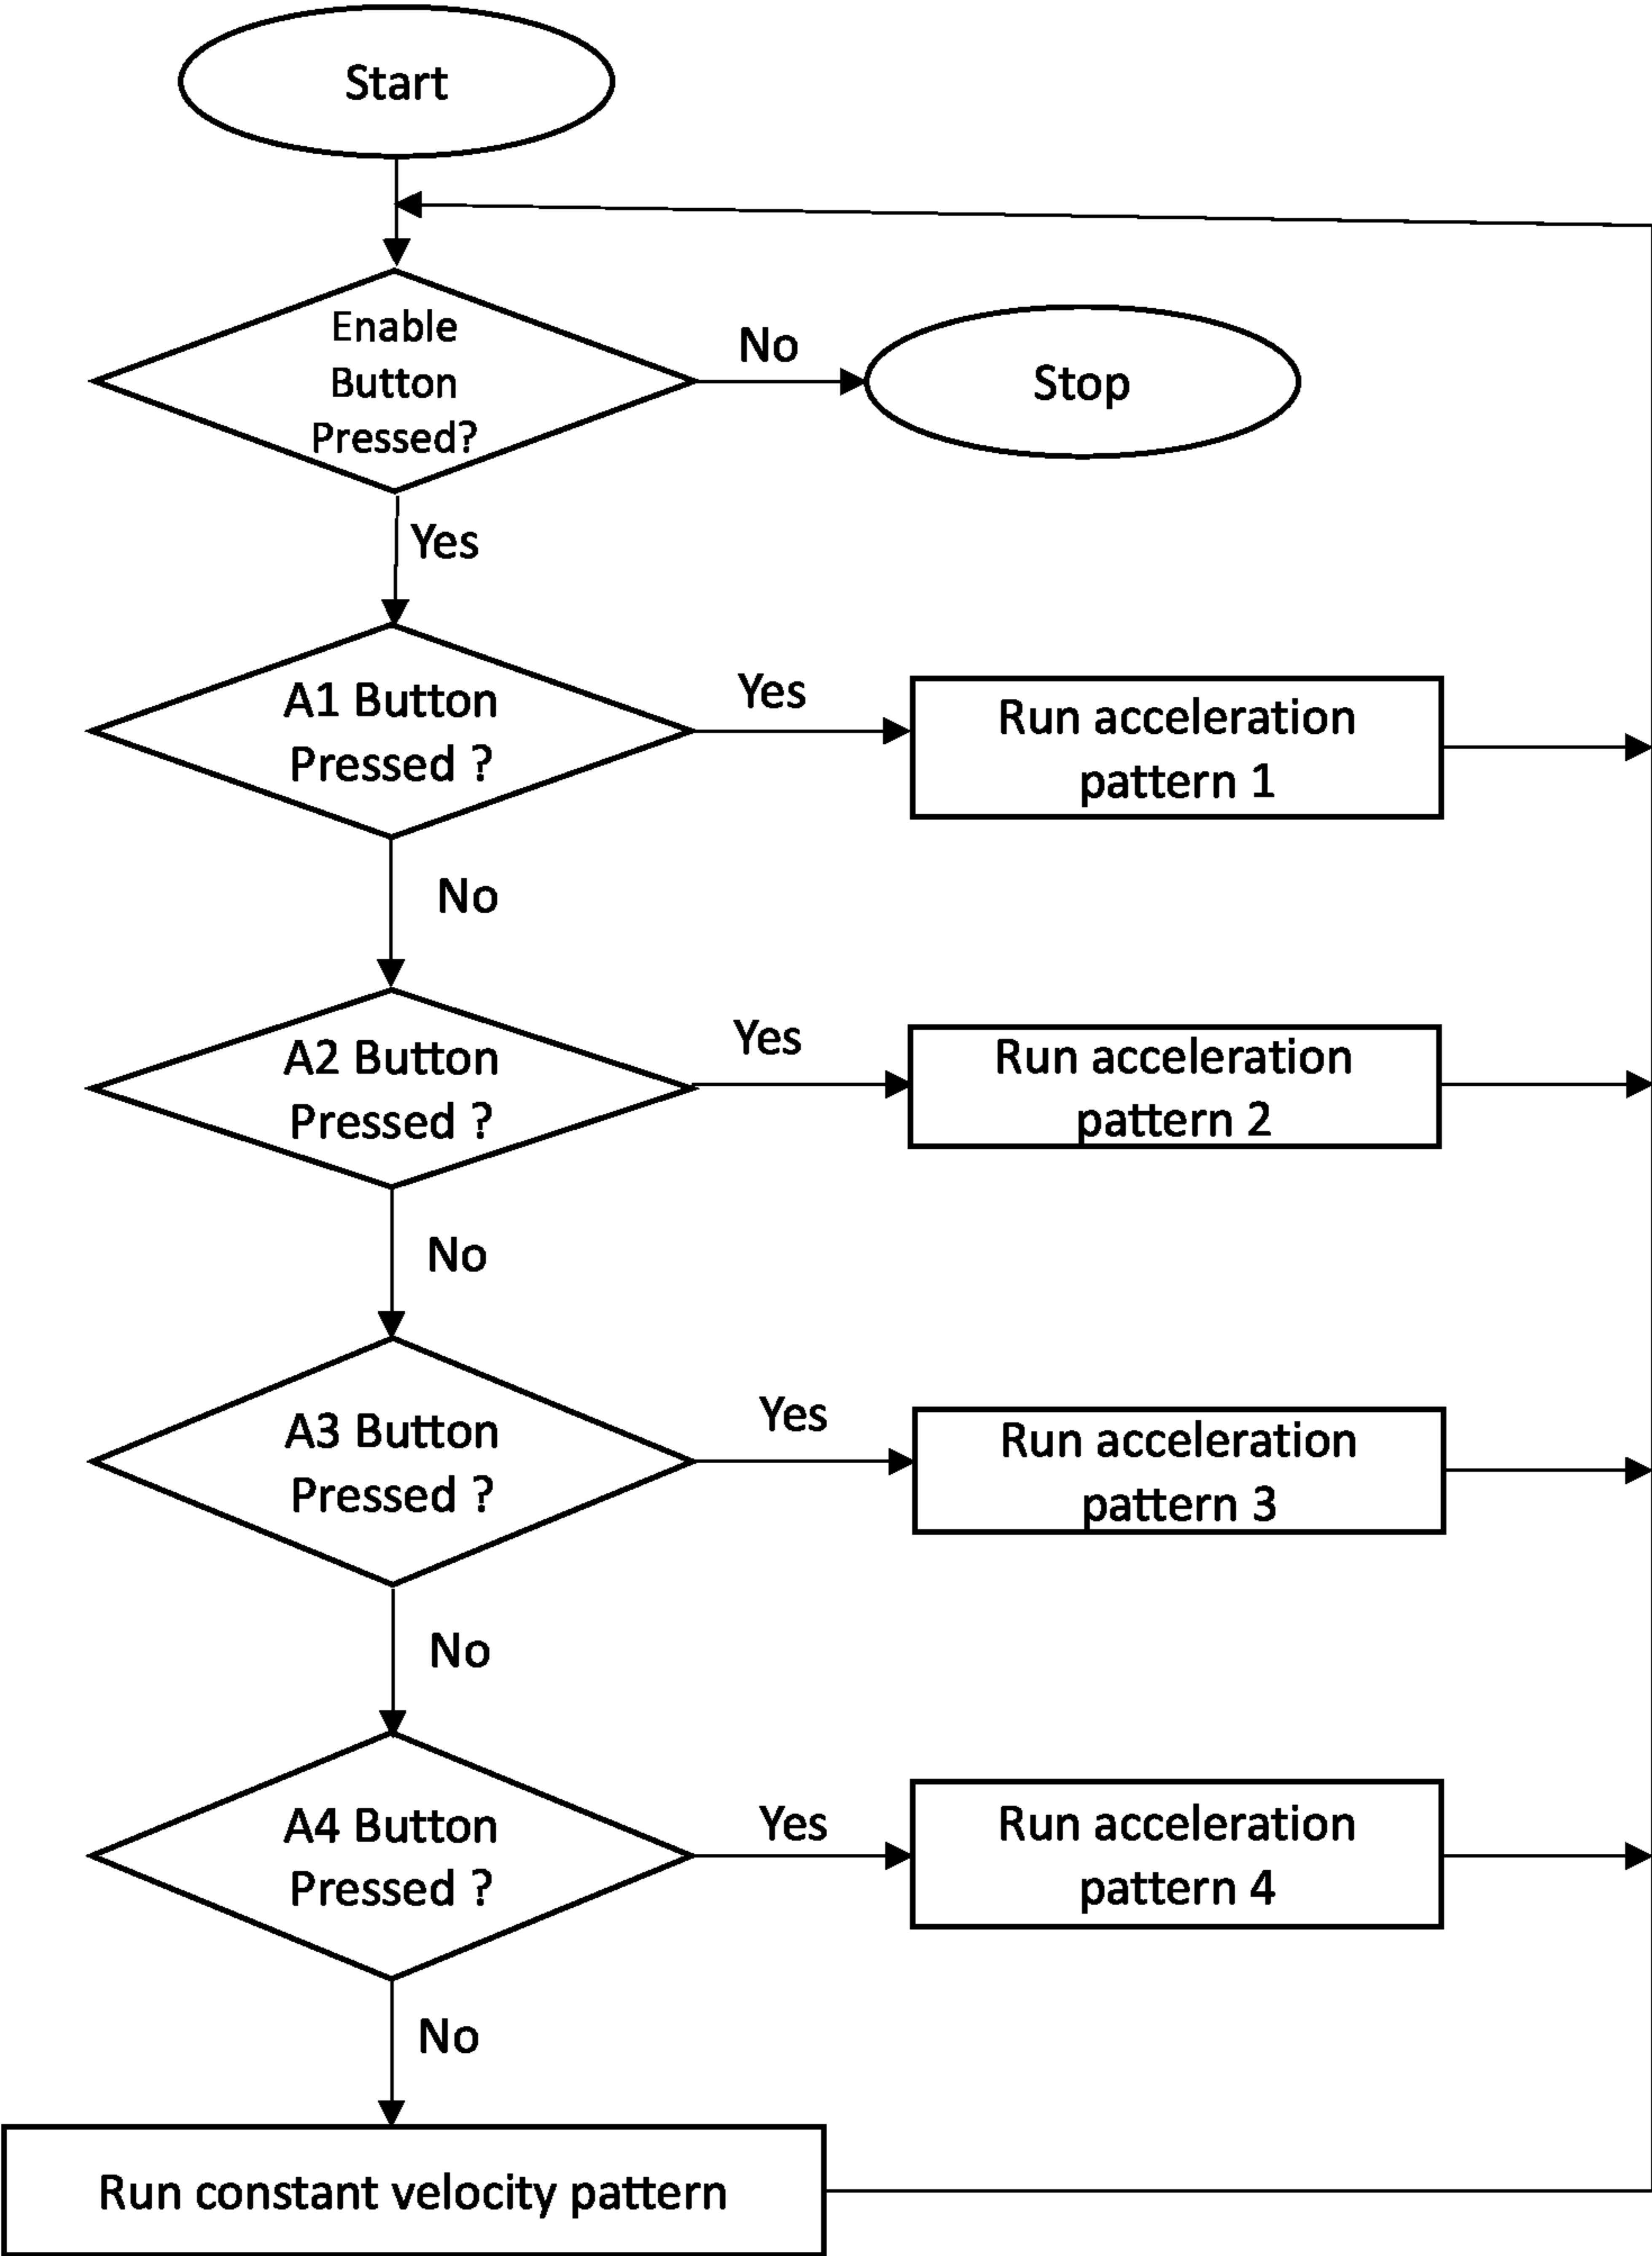 Start
Enable
Button
Pressed?
No
Stop
Yes
A1 Button
Pressed ?
Yes
Run acceleration
pattern 1
No
A2 Button
Pressed ?
Yes
Run acceleration
pattern 2
No
A3 Button
Pressed ?
Yes
Run acceleration
pattern 3
No
A4 Button
Pressed ?
Yes
Run acceleration
pattern 4
No
Run constant velocity pattern